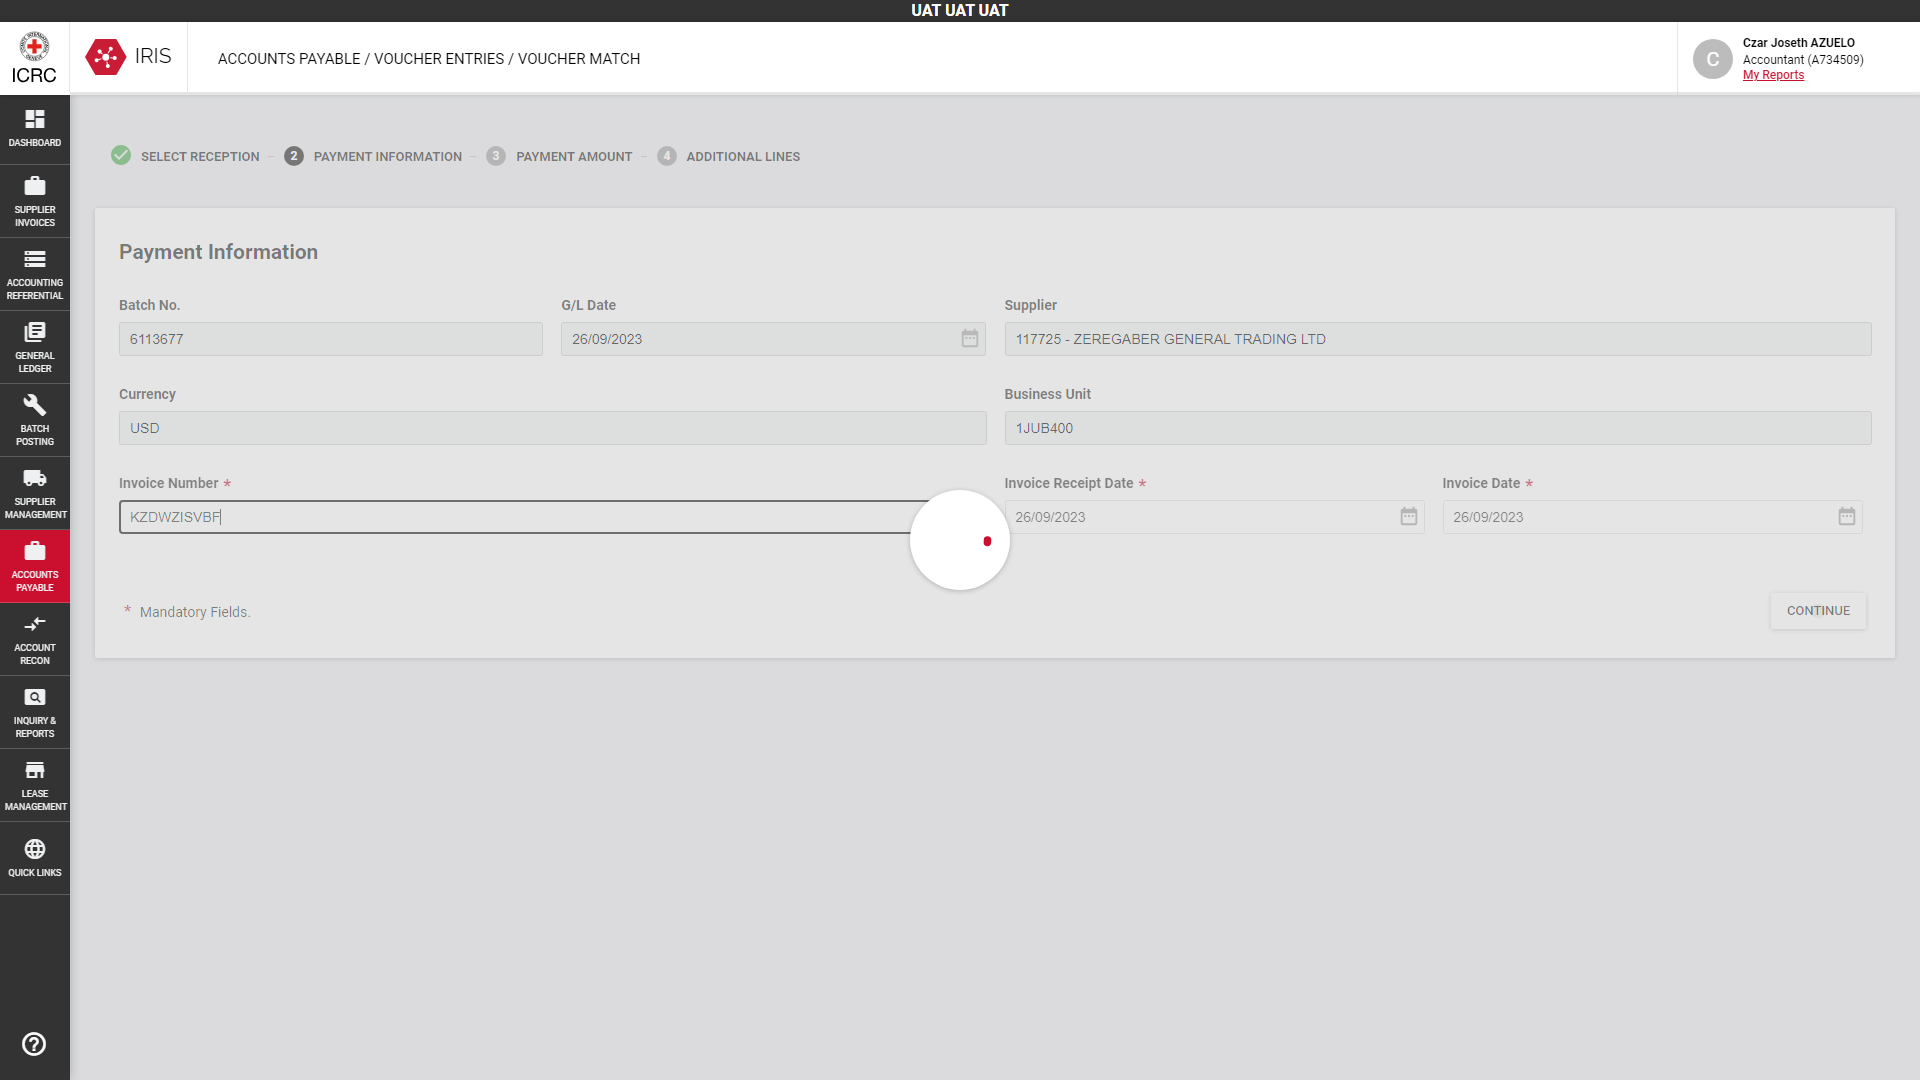 UAT UAT UAT
ICRC
IRIS
ACCOUNTS PAYABLE / VOUCHER ENTRIES / VOUCHER MATCH
C
Czar Joseth AZUELO
Accountant (A734509)
My Reports
DASHBOARD
SUPPLIER
INVOICES
ACCOUNTING
REFERENTIAL
GENERAL
LEDGER
BATCH
POSTING
SUPPLIER
MANAGEMENT
ACCOUNTS
PAYABLE
ACCOUNT
RECON
INQUIRY &
REPORTS
LEASE
MANAGEMENT
QUICK LINKS
SELECT RECEPTION
2 PAYMENT INFORMATION
3 PAYMENT AMOUNT
4 ADDITIONAL LINES
Payment Information
Batch No.
6113677
G/L Date
26/09/2023
Supplier
117725 - ZEREGABER GENERAL TRADING LTD
Currency
USD
Business Unit
1JUB400
Invoice Number *
KZDWZISVBF
Invoice Receipt Date *
26/09/2023
Invoice Date *
26/09/2023
* Mandatory Fields.
CONTINUE